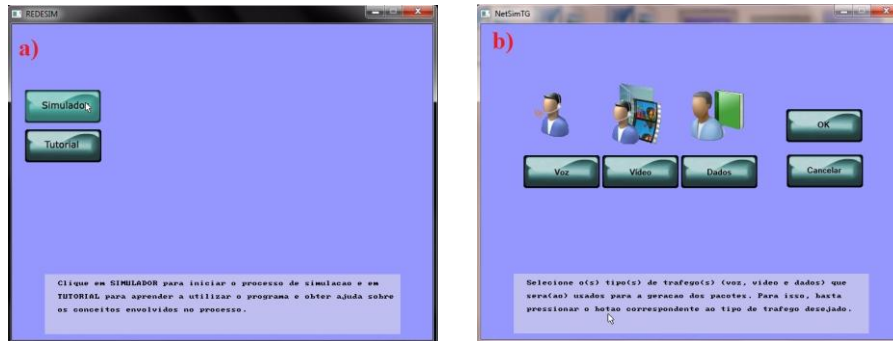 REDESIM
a)
Simulador
Tutorial
Clique em SIMULADOR para iniciar o processo de simulacao e em
TUTORIAL para aprender a utilizar o programa e obter ajuda sobre
os conceitos envolvidos no processo.
NetSimTG
b)
OK
Voz
Vídeo
Dados
Cancelar
Selecione o(s) tipo(s) de trafego(s) (voz, video e dados) que
sera(ao) usados para a geracao dos pacotes. Para isso, basta
pressionar o botao correspondente ao tipo de trafego desejado.